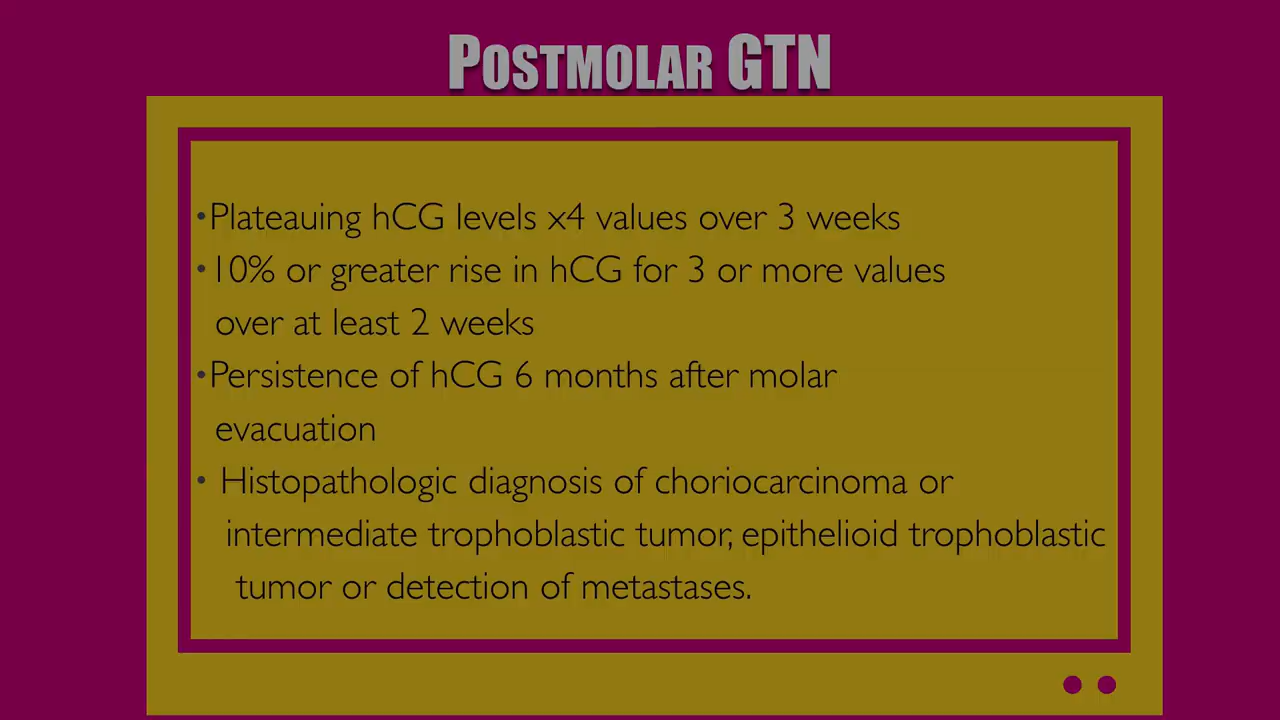 POSTMOLAR GTN
•Plateauing hCG levels x4 values over 3 weeks
•10% or greater rise in hCG for 3 or more values
over at least 2 weeks
•Persistence of hCG 6 months after molar
evacuation
• Histopathologic diagnosis of choriocarcinoma or
intermediate trophoblastic tumor, epithelioid trophoblastic
tumor or detection of metastases.